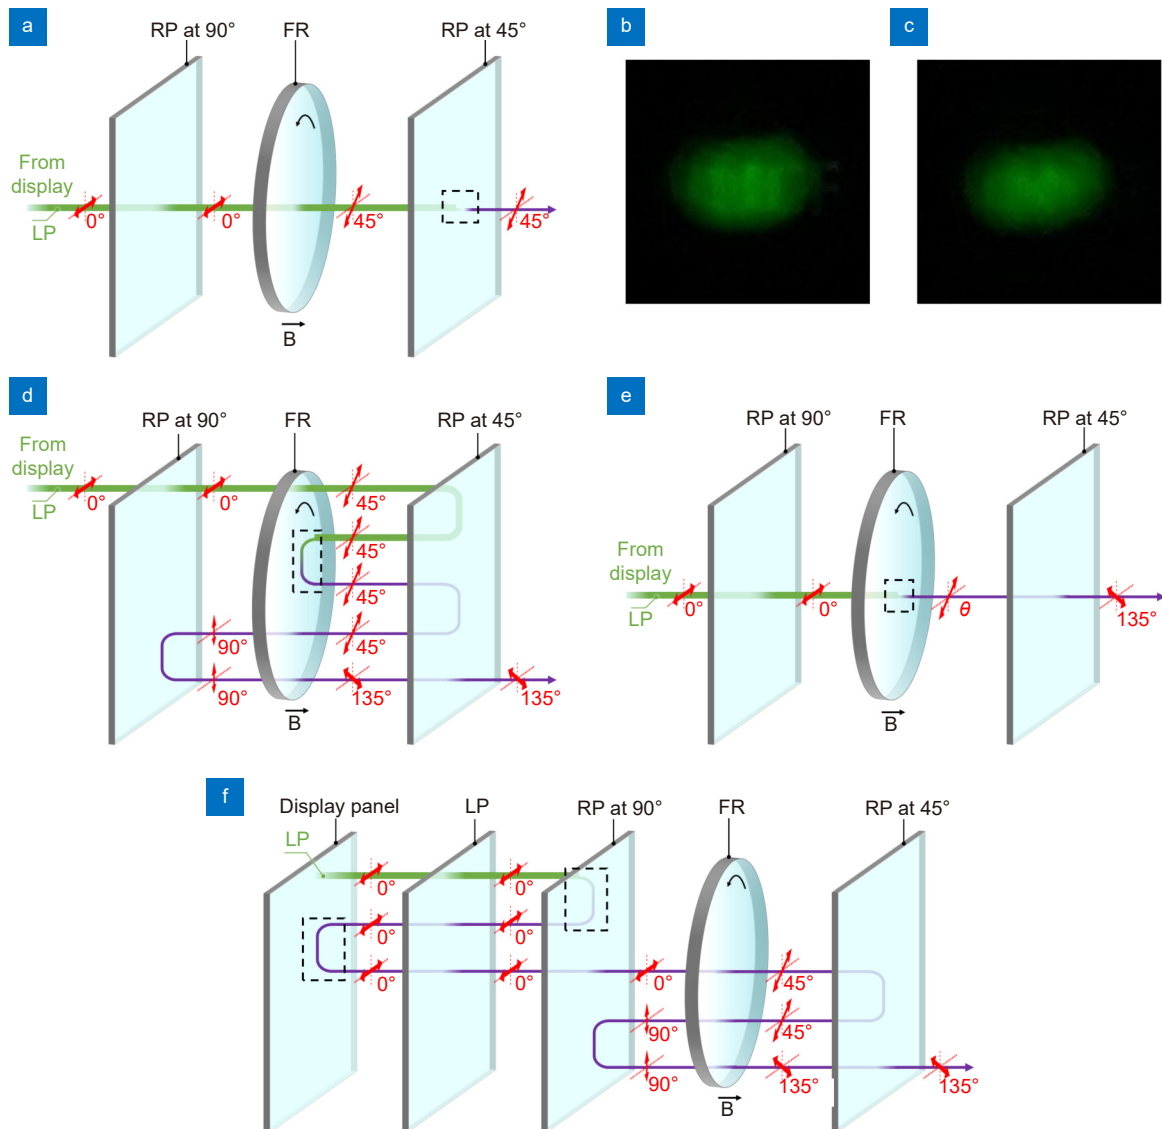 a
RP at 90°
FR
RP at 45°
From
display
LP
0°
0°
45°
45°
B
b
c
d
RP at 90°
FR
RP at 45°
From
display
LP
0°
0°
45°
45°
45°
90°
45°
90°
135°
135°
B
e
RP at 90°
FR
RP at 45°
From
display
LP
0°
0°
θ
135°
B
f
Display panel
LP
RP at 90°
FR
RP at 45°
LP
0°
0°
0°
0°
0°
0°
0°
45°
90°
45°
90°
135°
135°
B